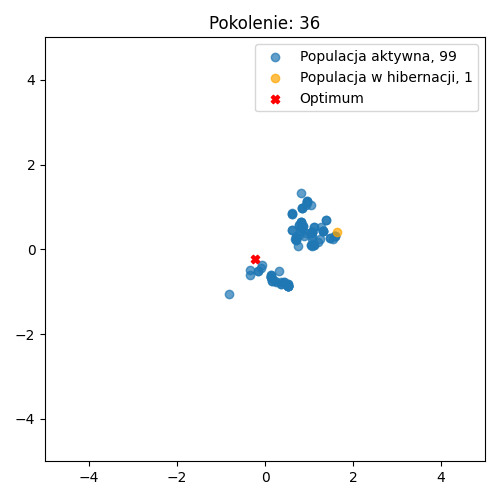 Pokolenie: 36
Populacja aktywna, 99
Populacja w hibernacji, 1
Optimum
4
2
0
−2
−4
−4
−2
0
2
4